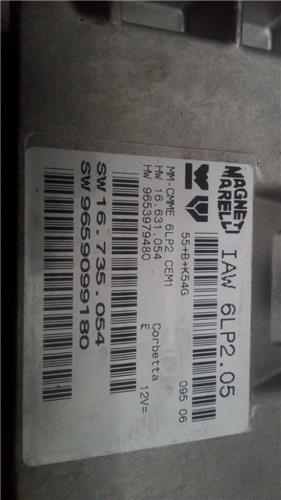 MAGNETI
MARELLI
IAW 6LP2.05
55+B+K54G
095 06
MM-CMME 6LP2 CEM1
HW 16.631.054
HW 9653979480
Corbetta
12V=
E
SW 16.735.054
SW 9659099180